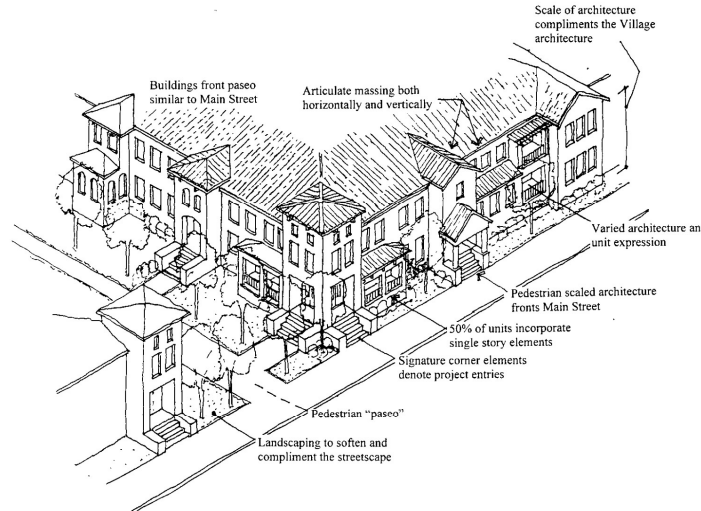 Scale of architecture
compliments the Village
architecture
Buildings front paseo
similar to Main Street
Articulate massing both
horizontally and vertically
Varied architecture an
unit expression
Pedestrian scaled architecture
fronts Main Street
50% of units incorporate
single story elements
Signature corner elements
denote project entries
Pedestrian "paseo"
Landscaping to soften and
compliment the streetscape